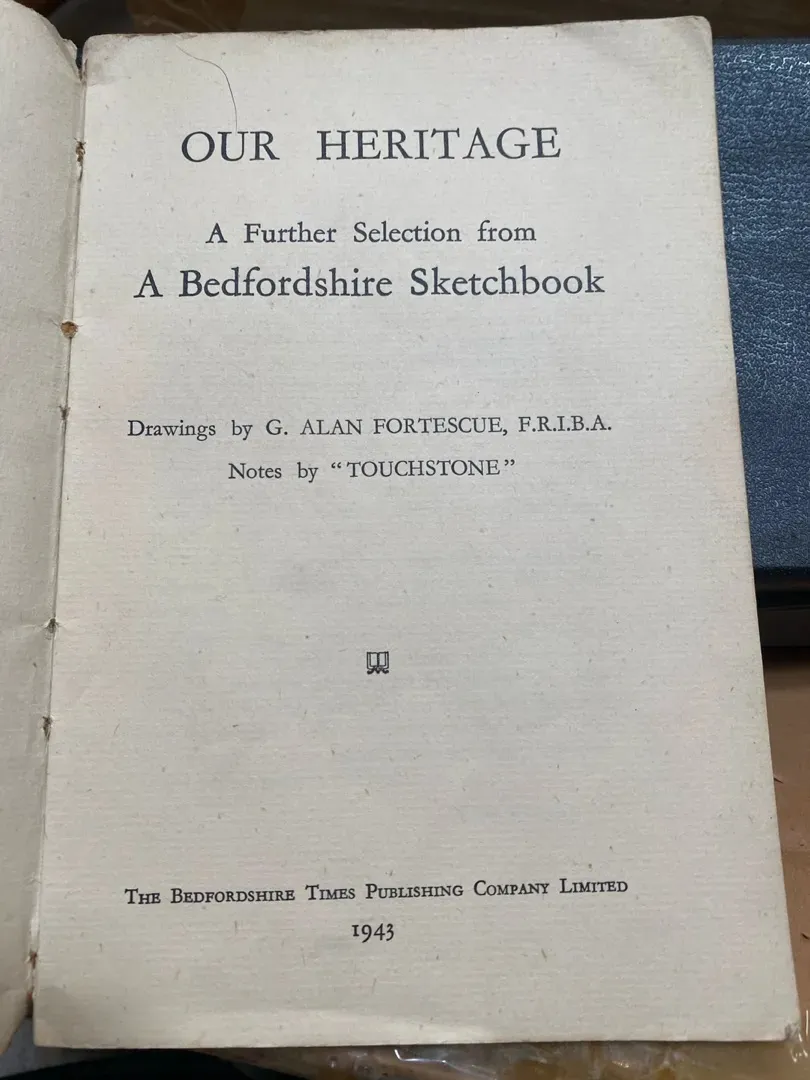 OUR HERITAGE
A Further Selection from
A Bedfordshire Sketchbook
Drawings by G. ALAN FORTESCUE, F.R.I.B.A.
Notes by “TOUCHSTONE”
THE BEDFORDSHIRE TIMES PUBLISHING COMPANY LIMITED
1943